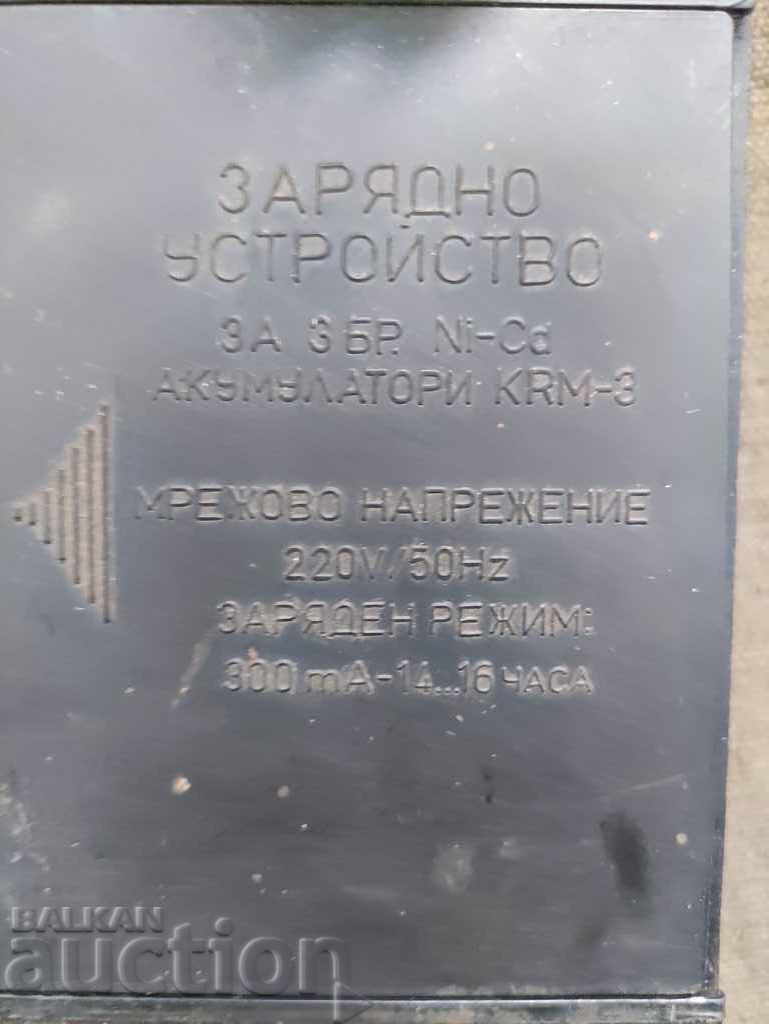 ЗАРЯДНО
УСТРОЙСТВО
ЗА 3 БР. Ni-Cd
АКУМУЛАТОРИ KRM-3
МРЕЖОВО НАПРЕЖЕНИЕ
220V/50Hz
ЗАРЯДЕН РЕЖИМ:
300 mA-14...16 ЧАСА
BALKAN
auction